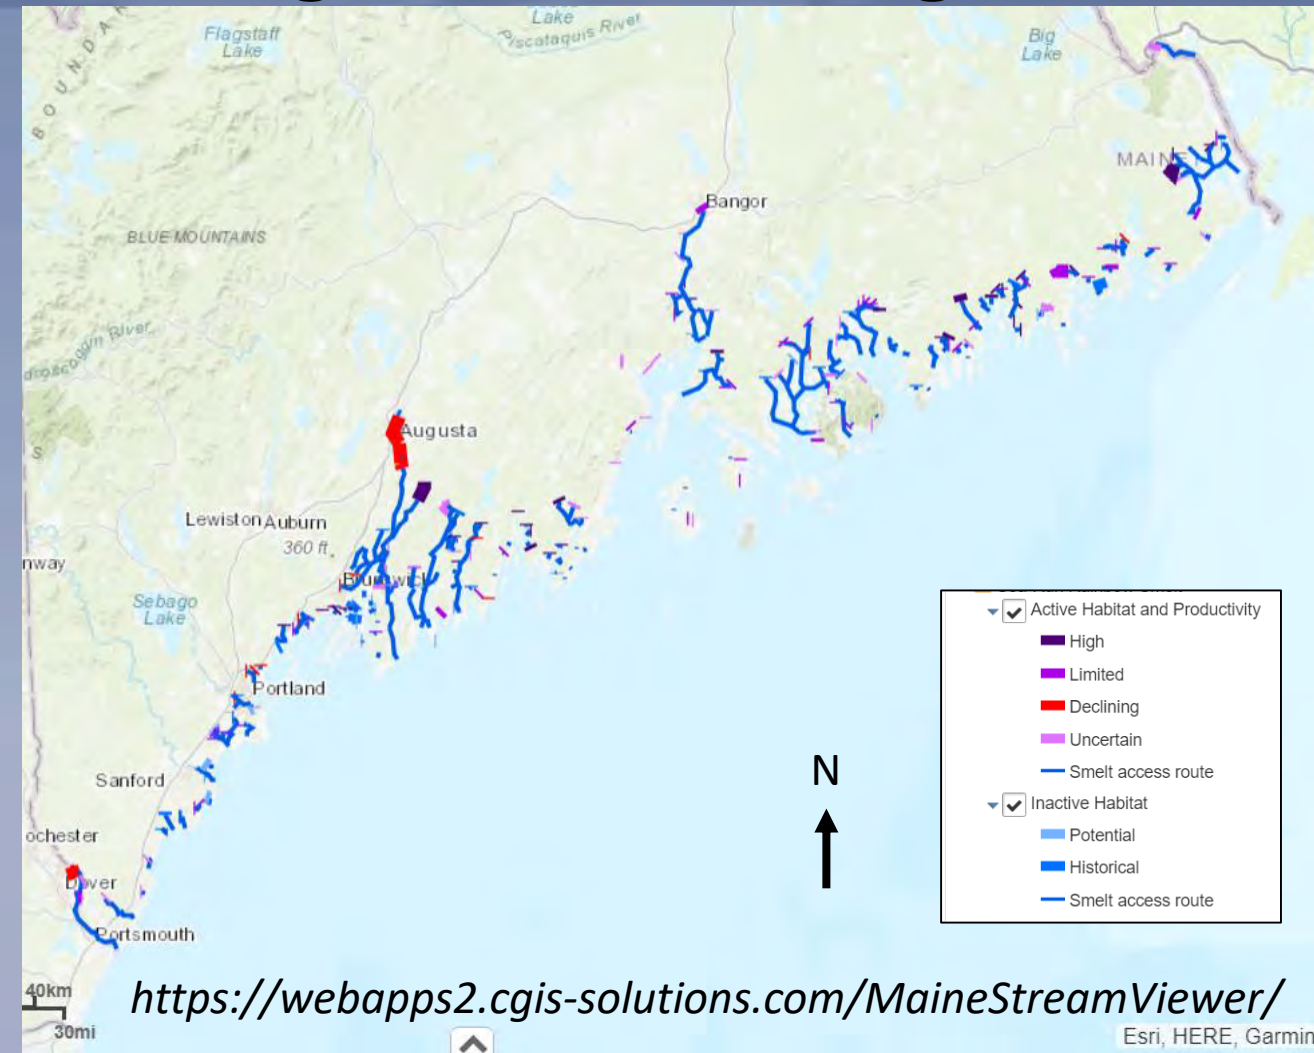 Lake
Piscataquis River
Flagstaff
Lake
Big
Lake
BOUNDA
MAINE
Bangor
BLUE MOUNTAINS
River
Augusta
S
Lewiston Auburn
360 ft
nway
Brunswick
Sebago
Lake
Active Habitat and Productivity
High
Limited
Declining
Uncertain
Smelt access route
Inactive Habitat
Potential
Historical
Smelt access route
Portland
N
Sanford
ochester
Dover
Portsmouth
40km
30mi
https://webapps2.cgis-solutions.com/MaineStreamViewer/
Esri, HERE, Garmin